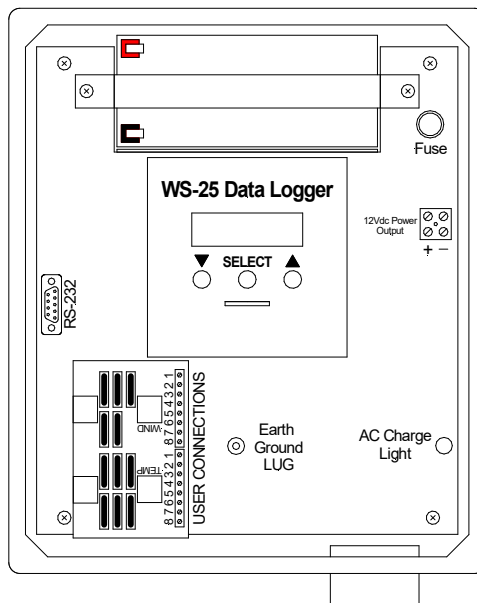 Fuse
WS-25 Data Logger
12Vdc Power
Output
+ −
▼ SELECT ▲
RS-232
8 7 6 5 4 3 2 1
WIND
8 7 6 5 4 3 2 1
TEMP
USER CONNECTIONS
Earth
Ground
LUG
AC Charge
Light